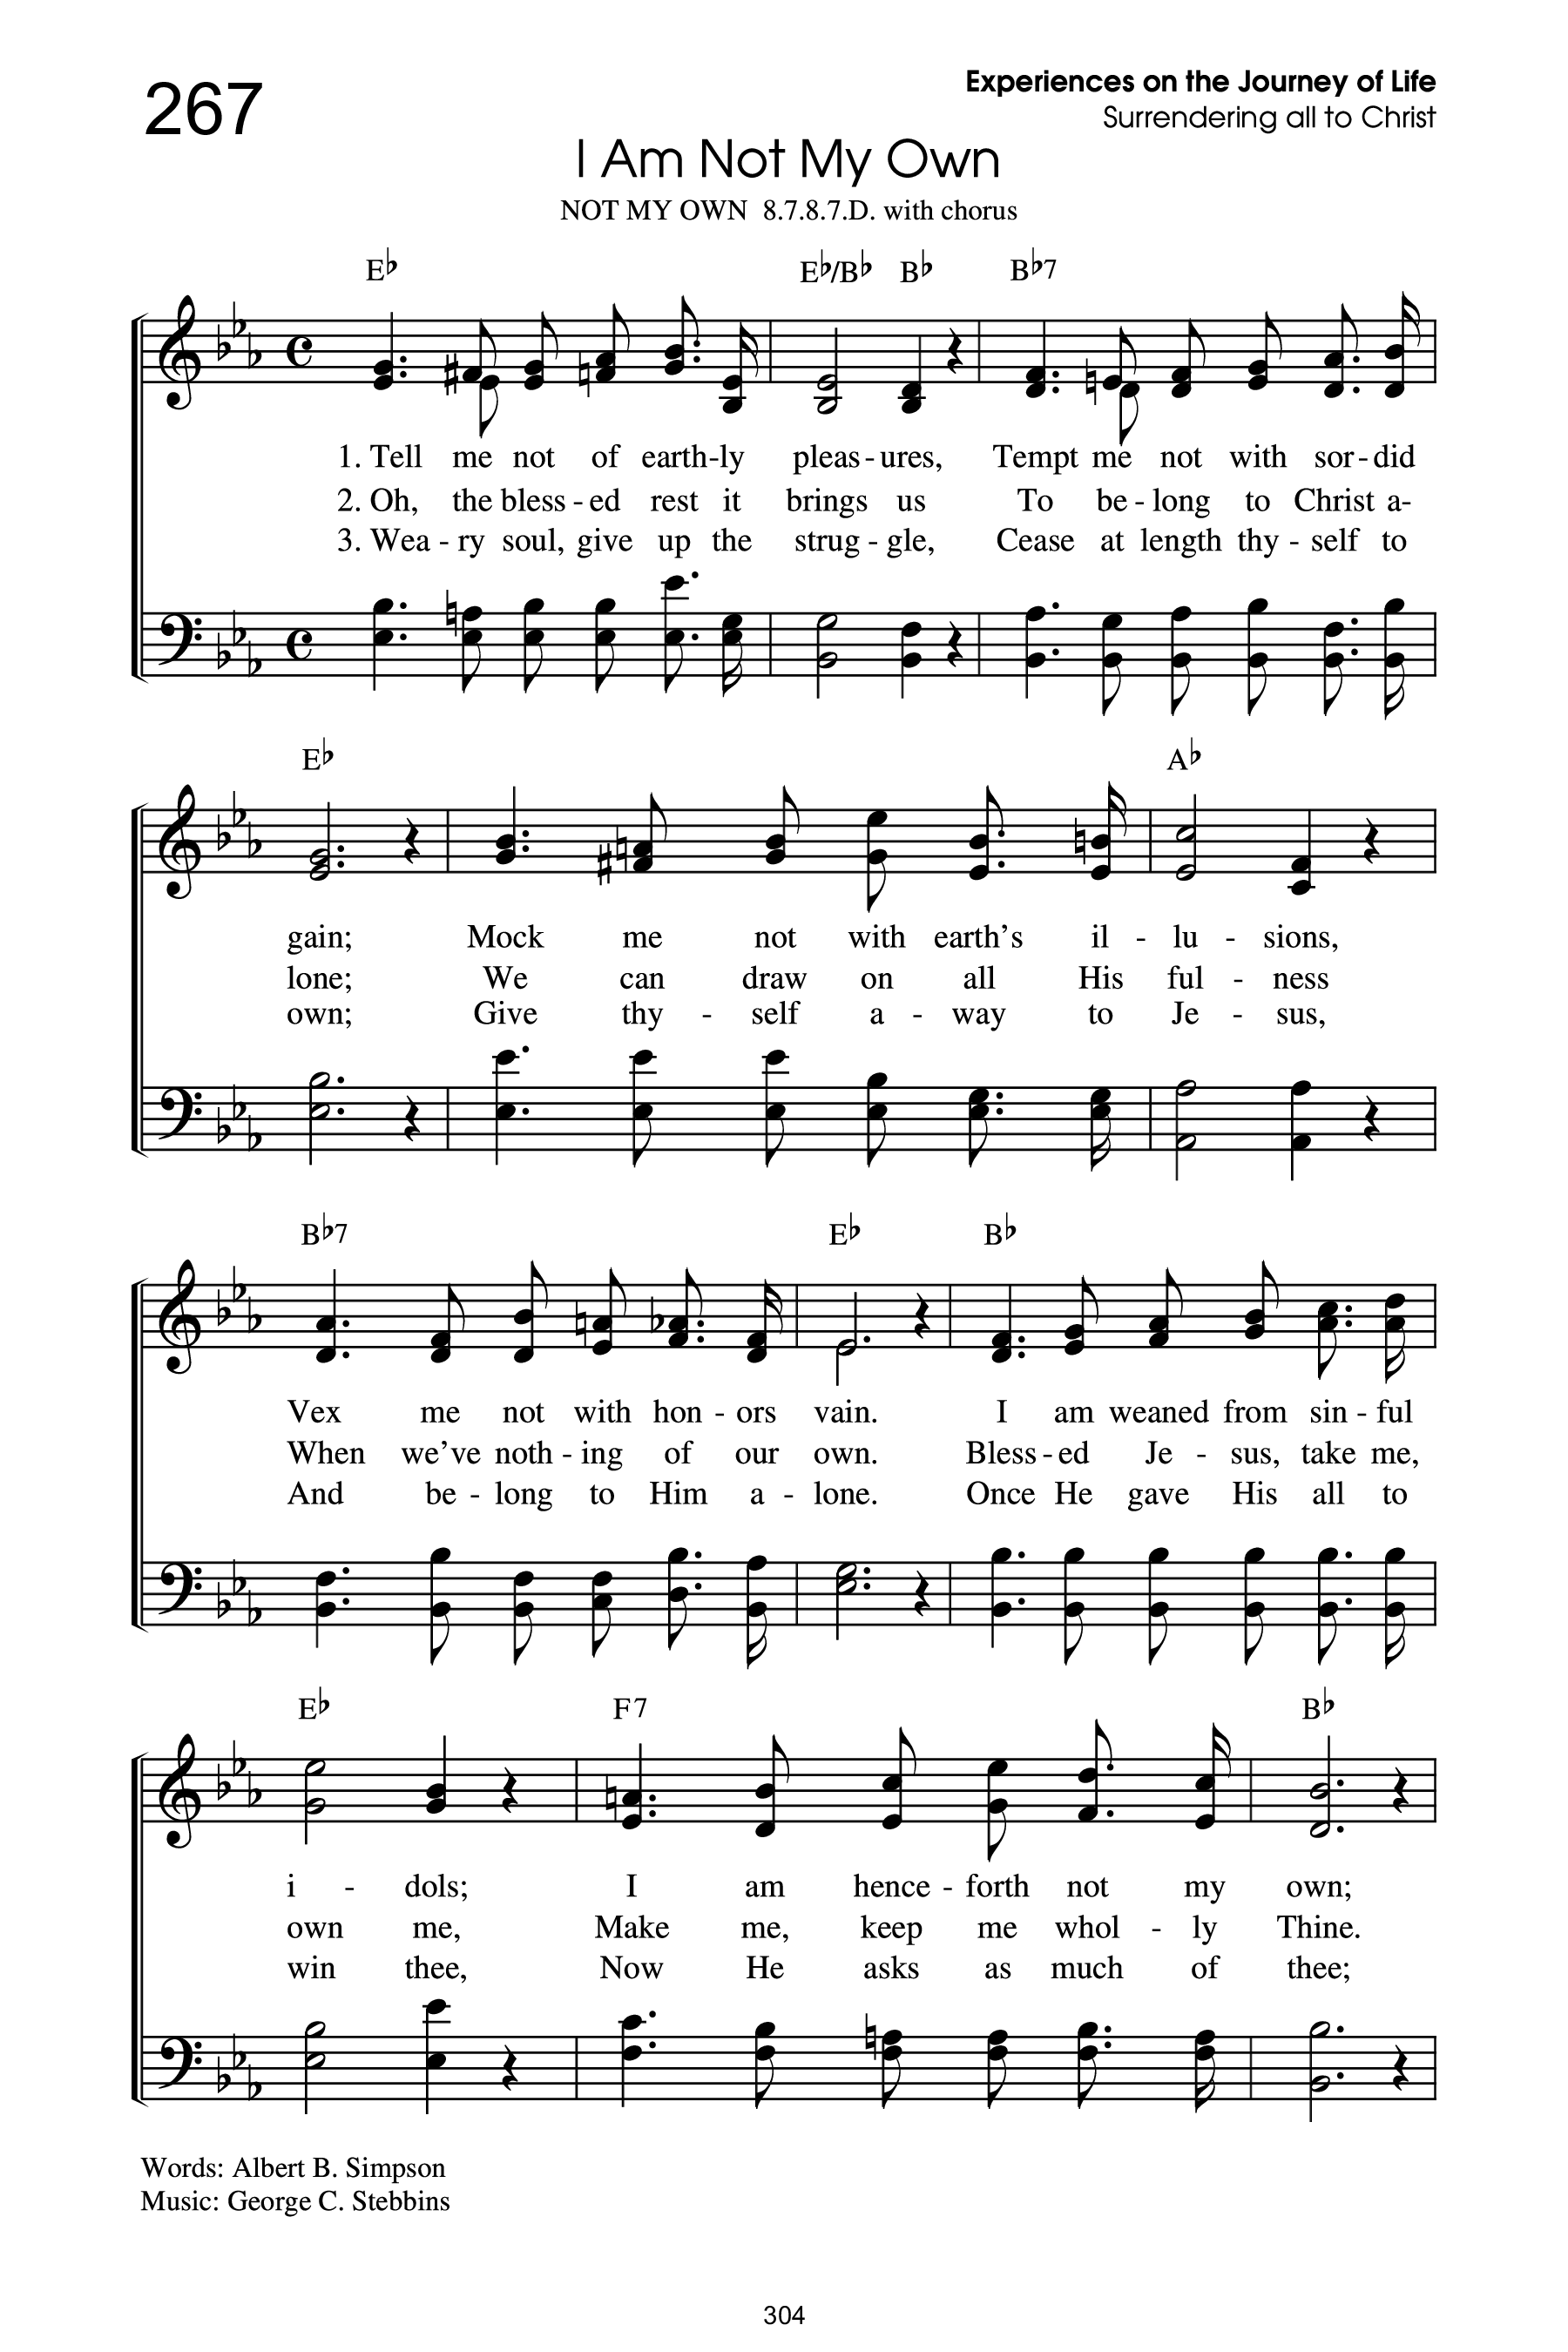 267
Experiences on the Journey of Life
Surrendering all to Christ
I Am Not My Own
NOT MY OWN 8.7.8.7.D. with chorus
E♭ E♭/B♭ B♭ B♭7
1. Tell me not of earth-ly pleas-ures, Tempt me not with sor-did
2. Oh, the bless-ed rest it brings us To be-long to Christ a-
3. Wea-ry soul, give up the strug-gle, Cease at length thy-self to
E♭ A♭
gain; Mock me not with earth's il-lu-sions,
lone; We can draw on all His ful-ness
own; Give thy-self a-way to Je-sus,
B♭7 E♭ B♭
Vex me not with hon-ors vain. I am weaned from sin-ful
When we've noth-ing of our own. Bless-ed Je-sus, take me,
And be-long to Him a-lone. Once He gave His all to
E♭ F7 B♭
i-dols; I am hence-forth not my own;
own me, Make me, keep me whol-ly Thine.
win thee, Now He asks as much of thee;
Words: Albert B. Simpson
Music: George C. Stebbins
304